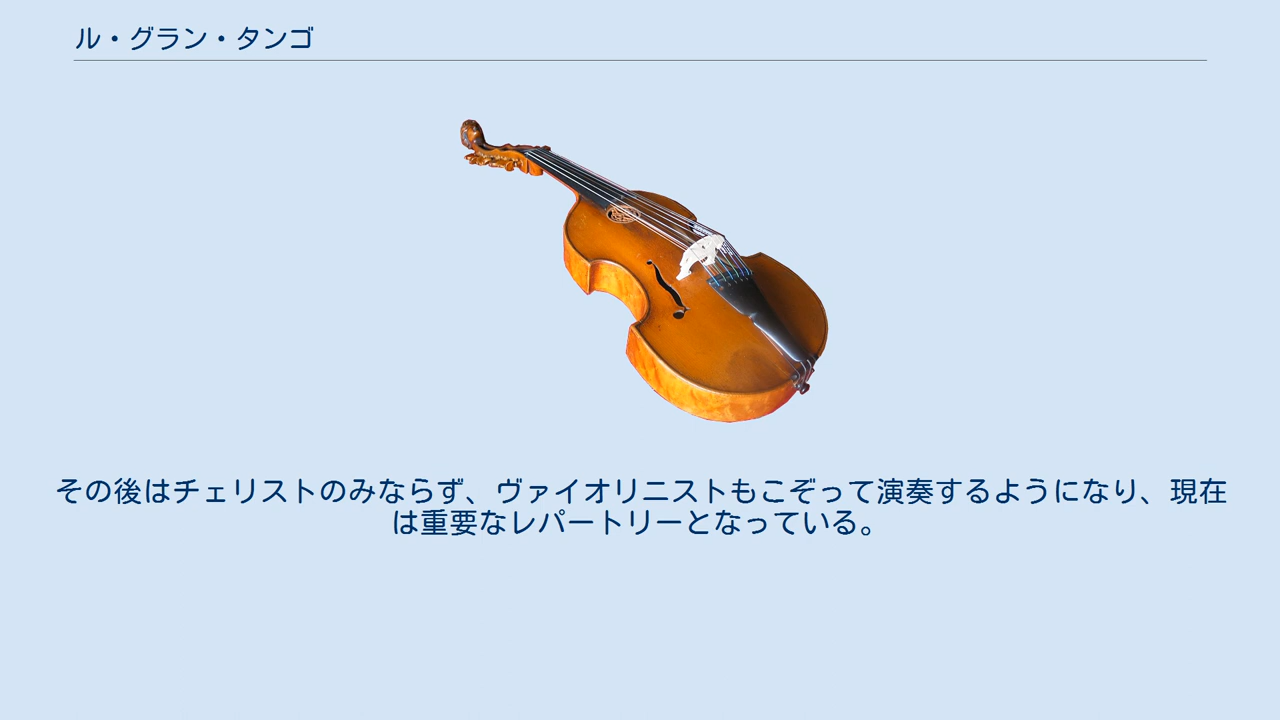 ル・グラン・タンゴ
その後はチェリストのみならず、ヴァイオリニストもこぞって演奏するようになり、現在
は重要なレパートリーとなっている。